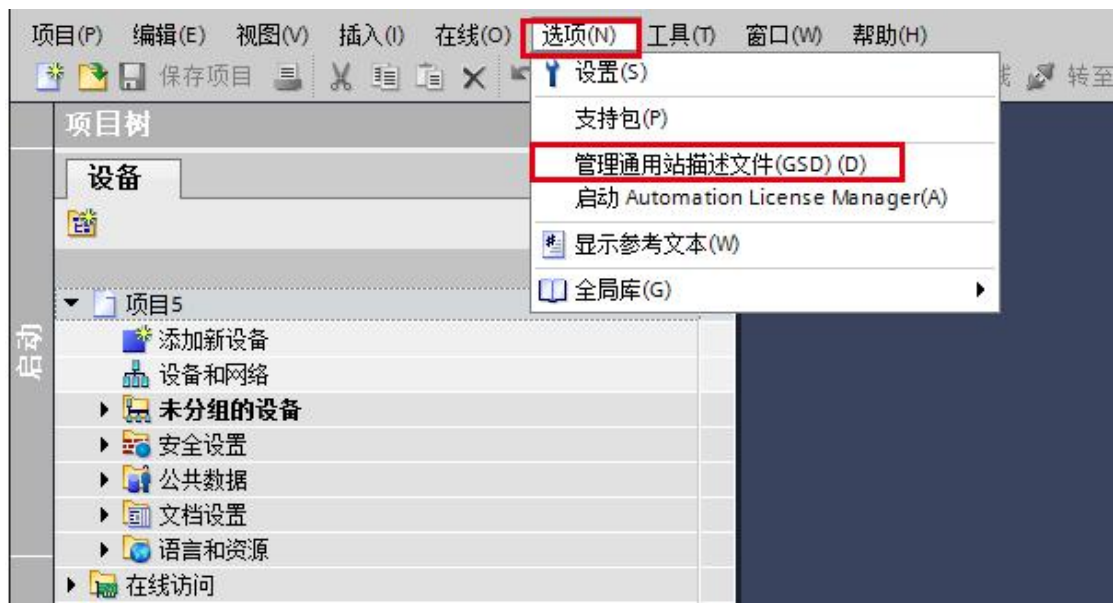 项目(P) 编辑(E) 视图(V) 插入(I) 在线(O) 选项(N) 工具(T) 窗口(W) 帮助(H)
保存项目
转至
设置(S)
支持包(P)
管理通用站描述文件(GSD) (D)
启动 Automation License Manager(A)
显示参考文本(W)
全局库(G)
项目树
设备
项目5
添加新设备
设备和网络
未分组的设备
安全设置
公共数据
文档设置
语言和资源
在线访问
启动